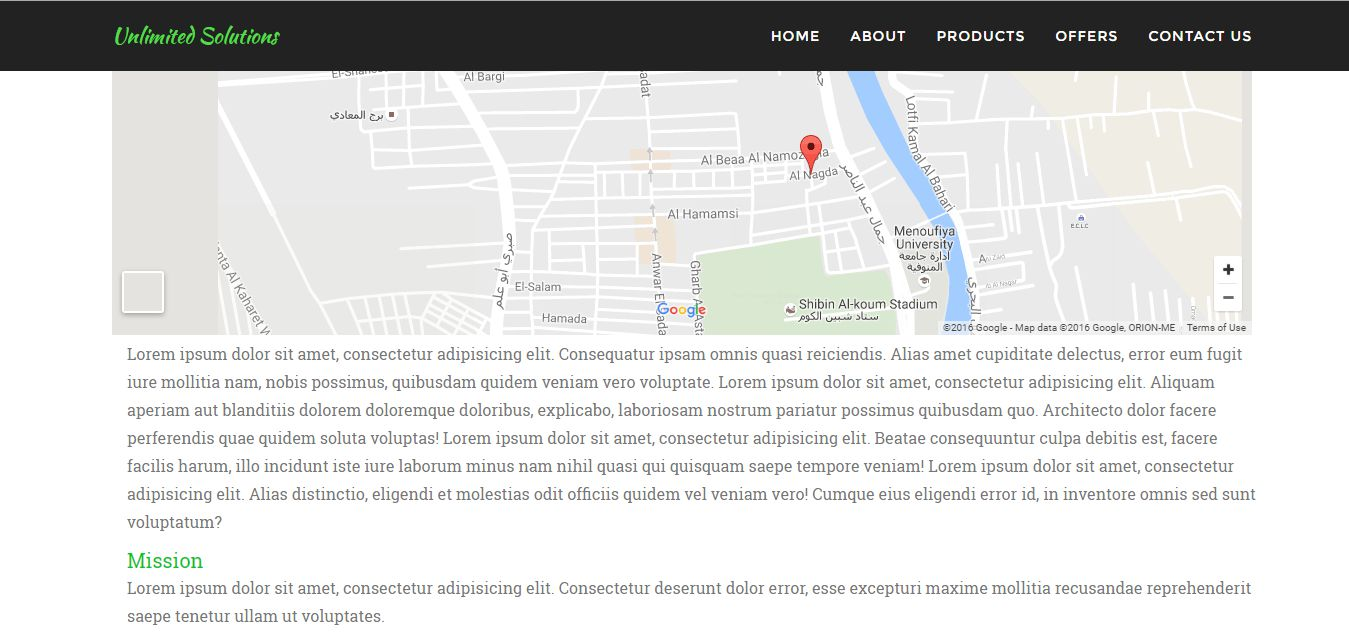 Unlimited Solutions
HOME ABOUT PRODUCTS OFFERS CONTACT US
Al Bargi
برج المعادي
Lotfi Kamal Al Bahari
Al Beaa Al
Al Nagda
جمال عبد الناصر
Al Hamamsi
Menoufiya
University
ادارة جامعة
المنوفية
E.C.L.C
صبري أبو علم
El-Salam
Anwar El
Gharb
Hamada
Google
Shibin Al-koum Stadium
ستاد شبين الكوم
+
−
©2016 Google - Map data ©2016 Google, ORION-ME
Terms of Use
Lorem ipsum dolor sit amet, consectetur adipisicing elit. Consequatur ipsam omnis quasi reiciendis. Alias amet cupiditate delectus, error eum fugit
iure mollitia nam, nobis possimus, quibusdam quidem veniam vero voluptate. Lorem ipsum dolor sit amet, consectetur adipisicing elit. Aliquam
aperiam aut blanditiis dolorem doloremque doloribus, explicabo, laboriosam nostrum pariatur possimus quibusdam quo. Architecto dolor facere
perferendis quae quidem soluta voluptas! Lorem ipsum dolor sit amet, consectetur adipisicing elit. Beatae consequuntur culpa debitis est, facere
facilis harum, illo incidunt iste iure laborum minus nam nihil quasi qui quisquam saepe tempore veniam! Lorem ipsum dolor sit amet, consectetur
adipisicing elit. Alias distinctio, eligendi et molestias odit officiis quidem vel veniam vero! Cumque eius eligendi error id, in inventore omnis sed sunt
voluptatum?
Mission
Lorem ipsum dolor sit amet, consectetur adipisicing elit. Consectetur deserunt dolor error, esse excepturi maxime mollitia recusandae reprehenderit
saepe tenetur ullam ut voluptates.